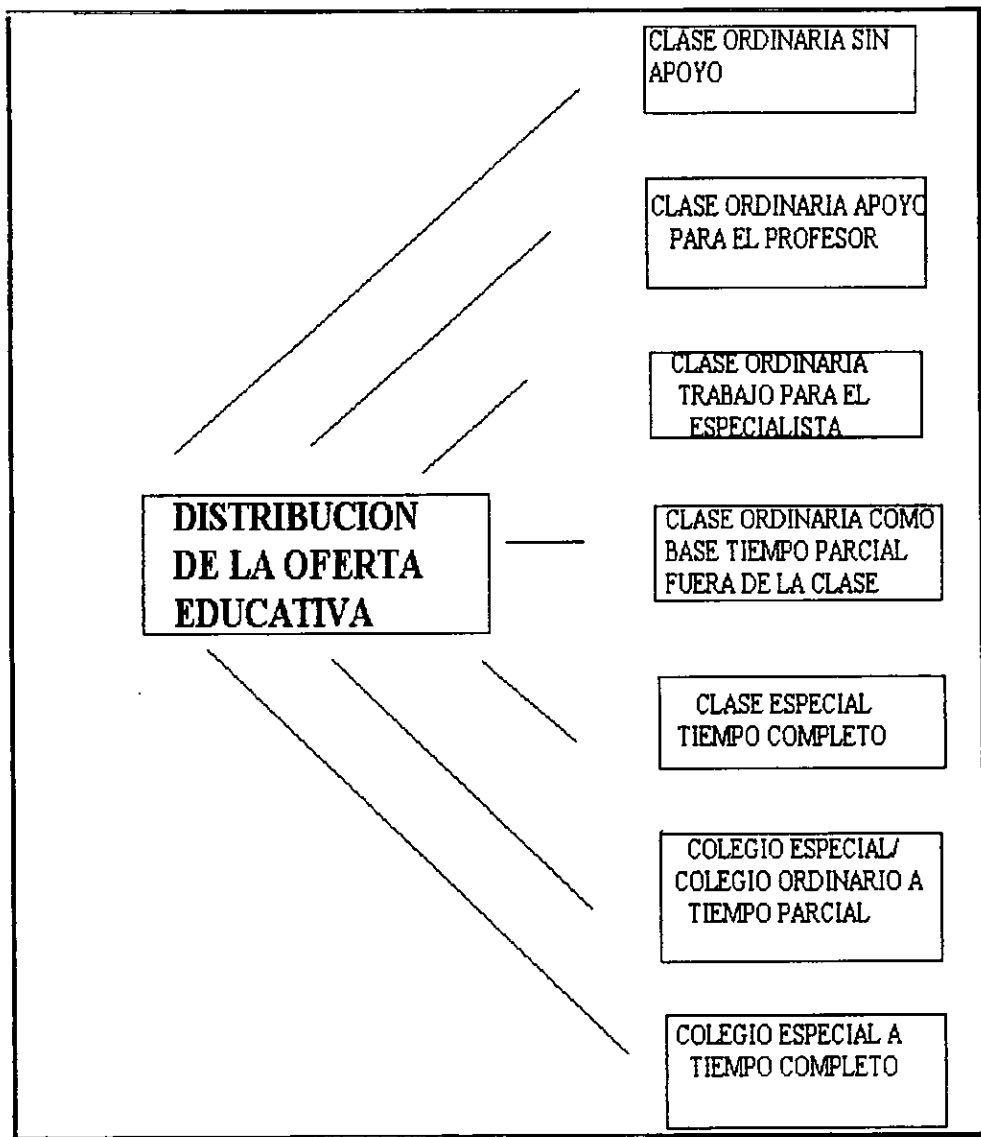 CLASE ORDINARIA SIN
APOYO
CLASE ORDINARIA APOYO
PARA EL PROFESOR
CLASE ORDINARIA
TRABAJO PARA EL
ESPECIALISTA
DISTRIBUCION
DE LA OFERTA
EDUCATIVA
CLASE ORDINARIA COMO
BASE TIEMPO PARCIAL
FUERA DE LA CLASE
CLASE ESPECIAL
TIEMPO COMPLETO
COLEGIO ESPECIAL/
COLEGIO ORDINARIO A
TIEMPO PARCIAL
COLEGIO ESPECIAL A
TIEMPO COMPLETO